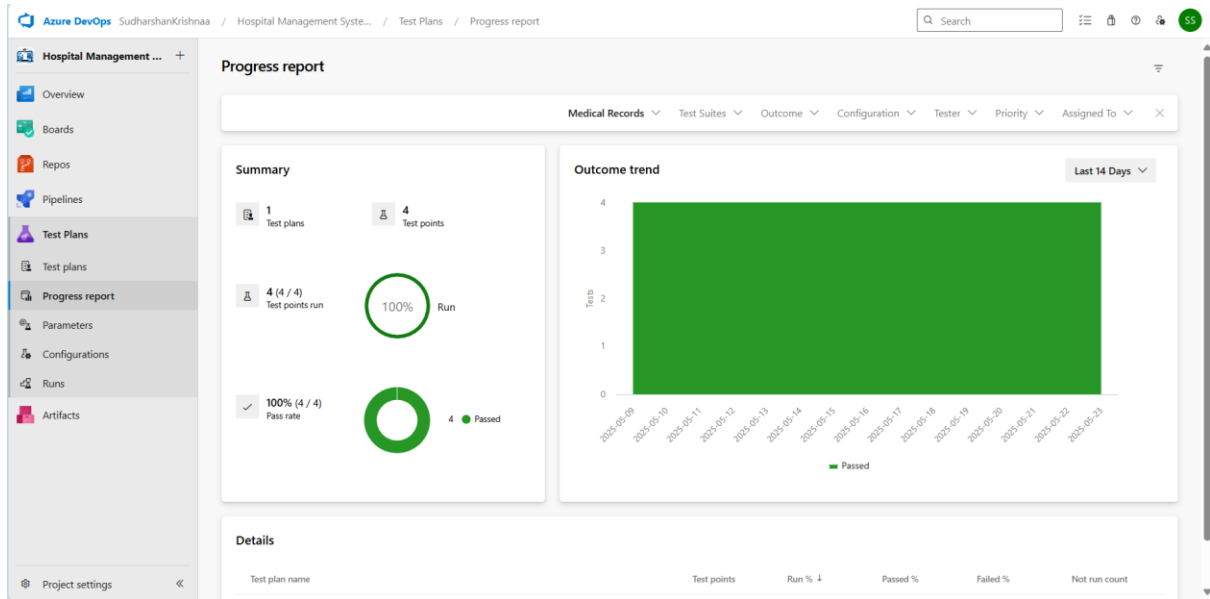 Azure DevOps SudharshanKrishnaa / Hospital Management Syste... / Test Plans / Progress report
Search
SS
Hospital Management ... +
Overview
Boards
Repos
Pipelines
Test Plans
Test plans
Progress report
Parameters
Configurations
Runs
Artifacts
Project settings
Progress report
Medical Records Test Suites Outcome Configuration Tester Priority Assigned To
Summary
1
Test plans
4
Test points
4 (4 / 4)
Test points run
100%
Run
100% (4 / 4)
Pass rate
4 Passed
Outcome trend
Last 14 Days
Tests
4
3
2
1
0
2025-05-09
2025-05-10
2025-05-11
2025-05-12
2025-05-13
2025-05-14
2025-05-15
2025-05-16
2025-05-17
2025-05-18
2025-05-19
2025-05-20
2025-05-21
2025-05-22
2025-05-23
Passed
Details
Test plan name Test points Run % ↓ Passed % Failed % Not run count